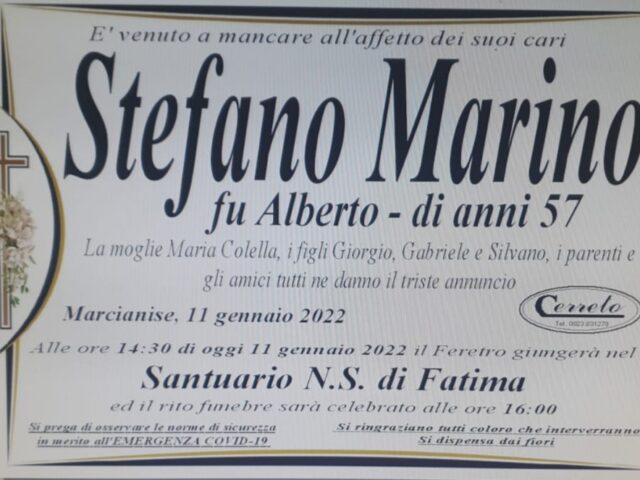 E' venuto a mancare all'affetto dei suoi cari
Stefano Marino
fu Alberto - di anni 57
La moglie Maria Colella, i figli Giorgio, Gabriele e Silvano, i parenti e
gli amici tutti ne danno il triste annuncio
Marcianise, 11 gennaio 2022
Cerreto
Tel. 0823.831279
Alle ore 14:30 di oggi 11 gennaio 2022 il Feretro giungerà nel
Santuario N.S. di Fatima
ed il rito funebre sarà celebrato alle ore 16:00
Si prega di osservare le norme di sicurezza
in merito all'EMERGENZA COVID-19
Si ringraziano tutti coloro che interverranno
Si dispensa dai fiori